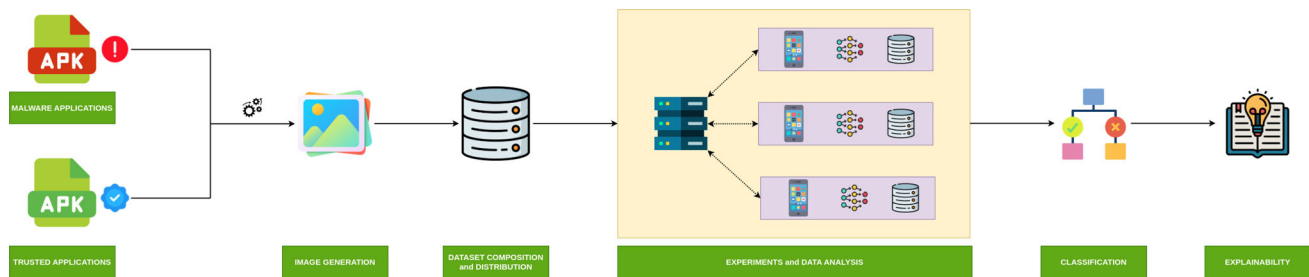 APK
MALWARE APPLICATIONS
APK
TRUSTED APPLICATIONS
IMAGE GENERATION
DATASET COMPOSITION
and DISTRIBUTION
EXPERIMENTS and DATA ANALYSIS
CLASSIFICATION
EXPLAINABILITY